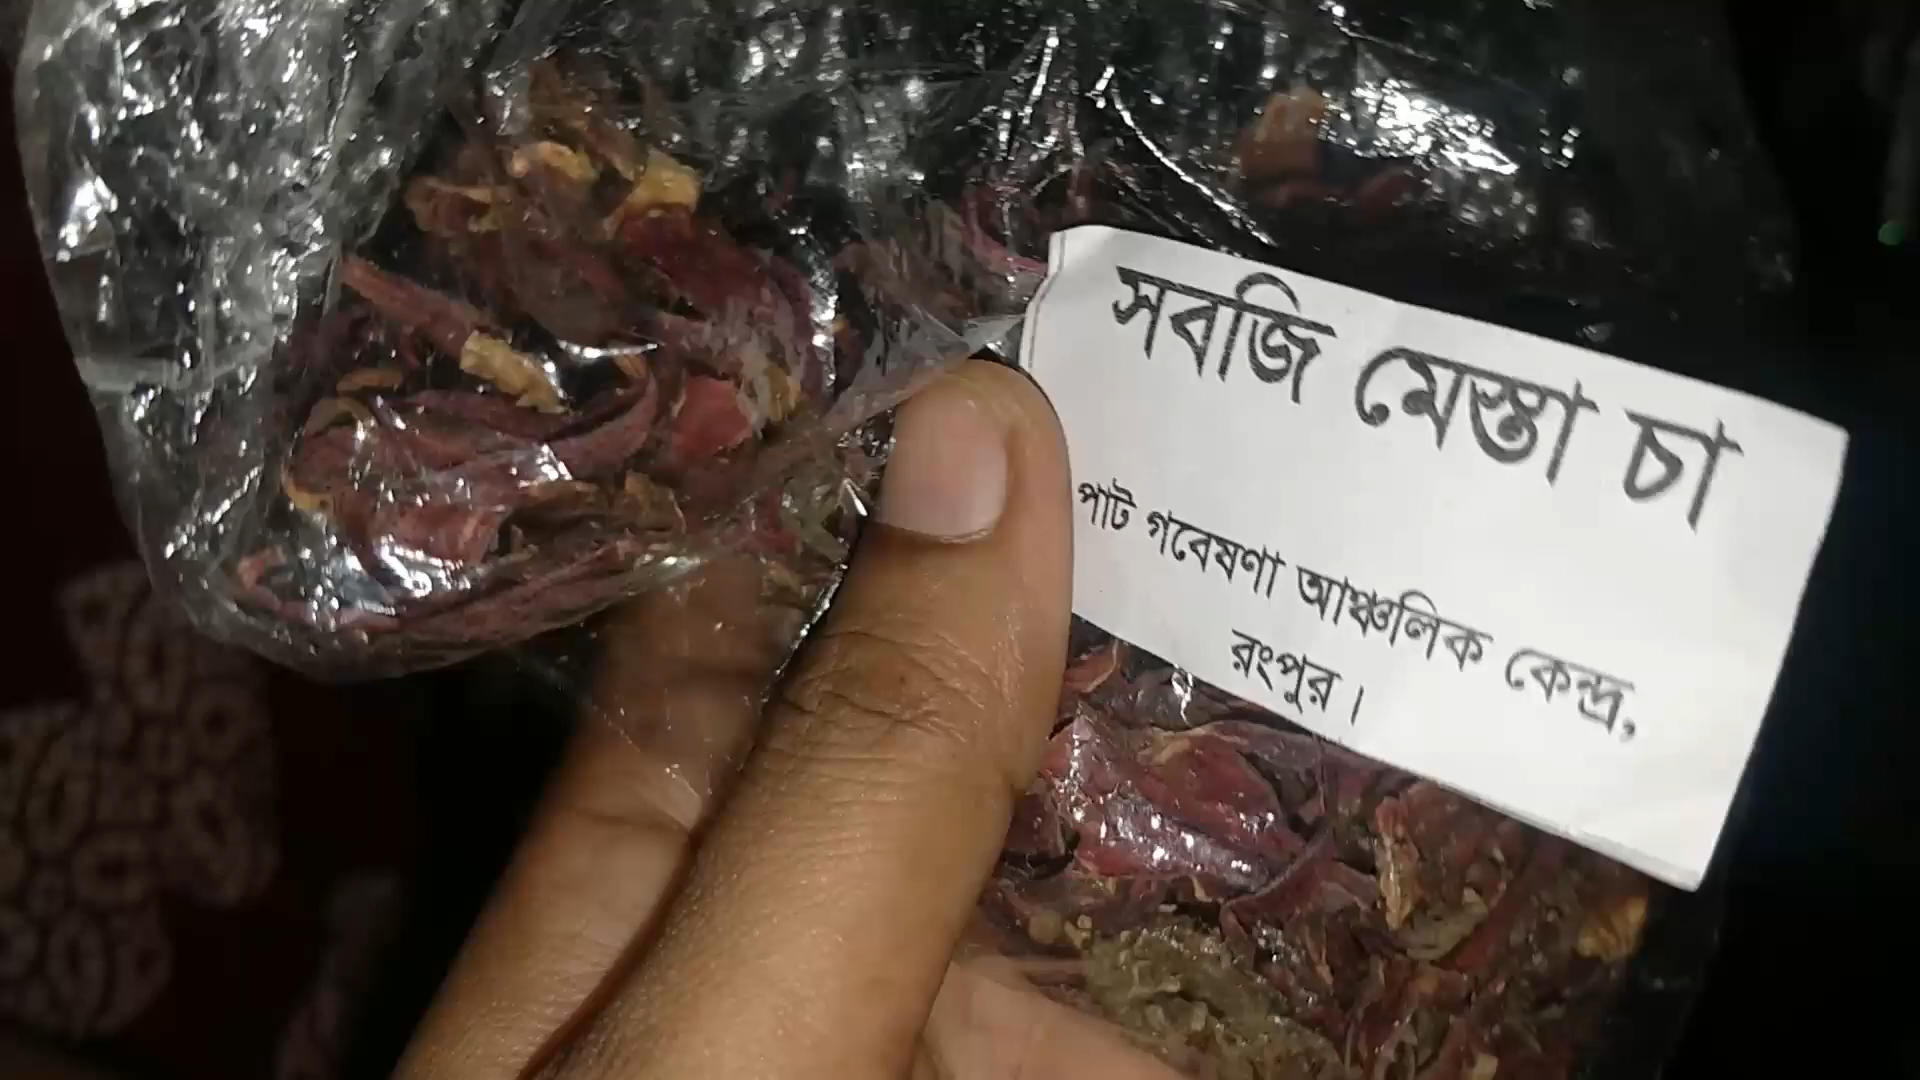 সবজি মেস্তা চা
পাট গবেষণা আঞ্চলিক কেন্দ্র,
রংপুর।